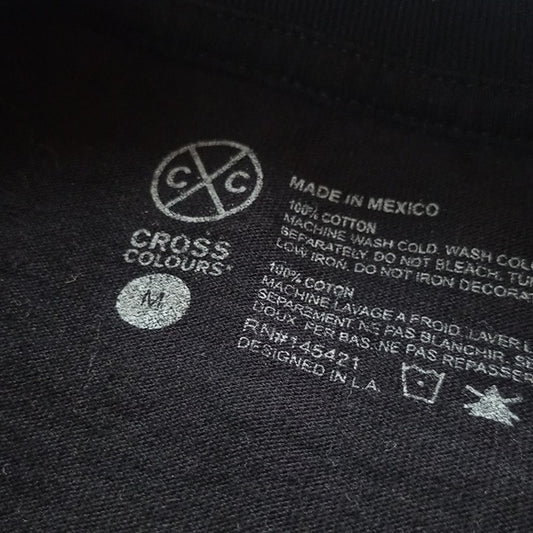 C C
CROSS
COLOURS
M
MADE IN MEXICO
100% COTTON
MACHINE WASH COLD. WASH
SEPARATELY. DO NOT BLEACH.
LOW IRON. DO NOT IRON
100% COTON
MACHINE LAVAGE A FROID. LAVER
SEPAREMENT. NE PAS BLANCHIR.
DOUX. FER BAS. NE PAS REPASSER
RN#145421
DESIGNED IN L.A.